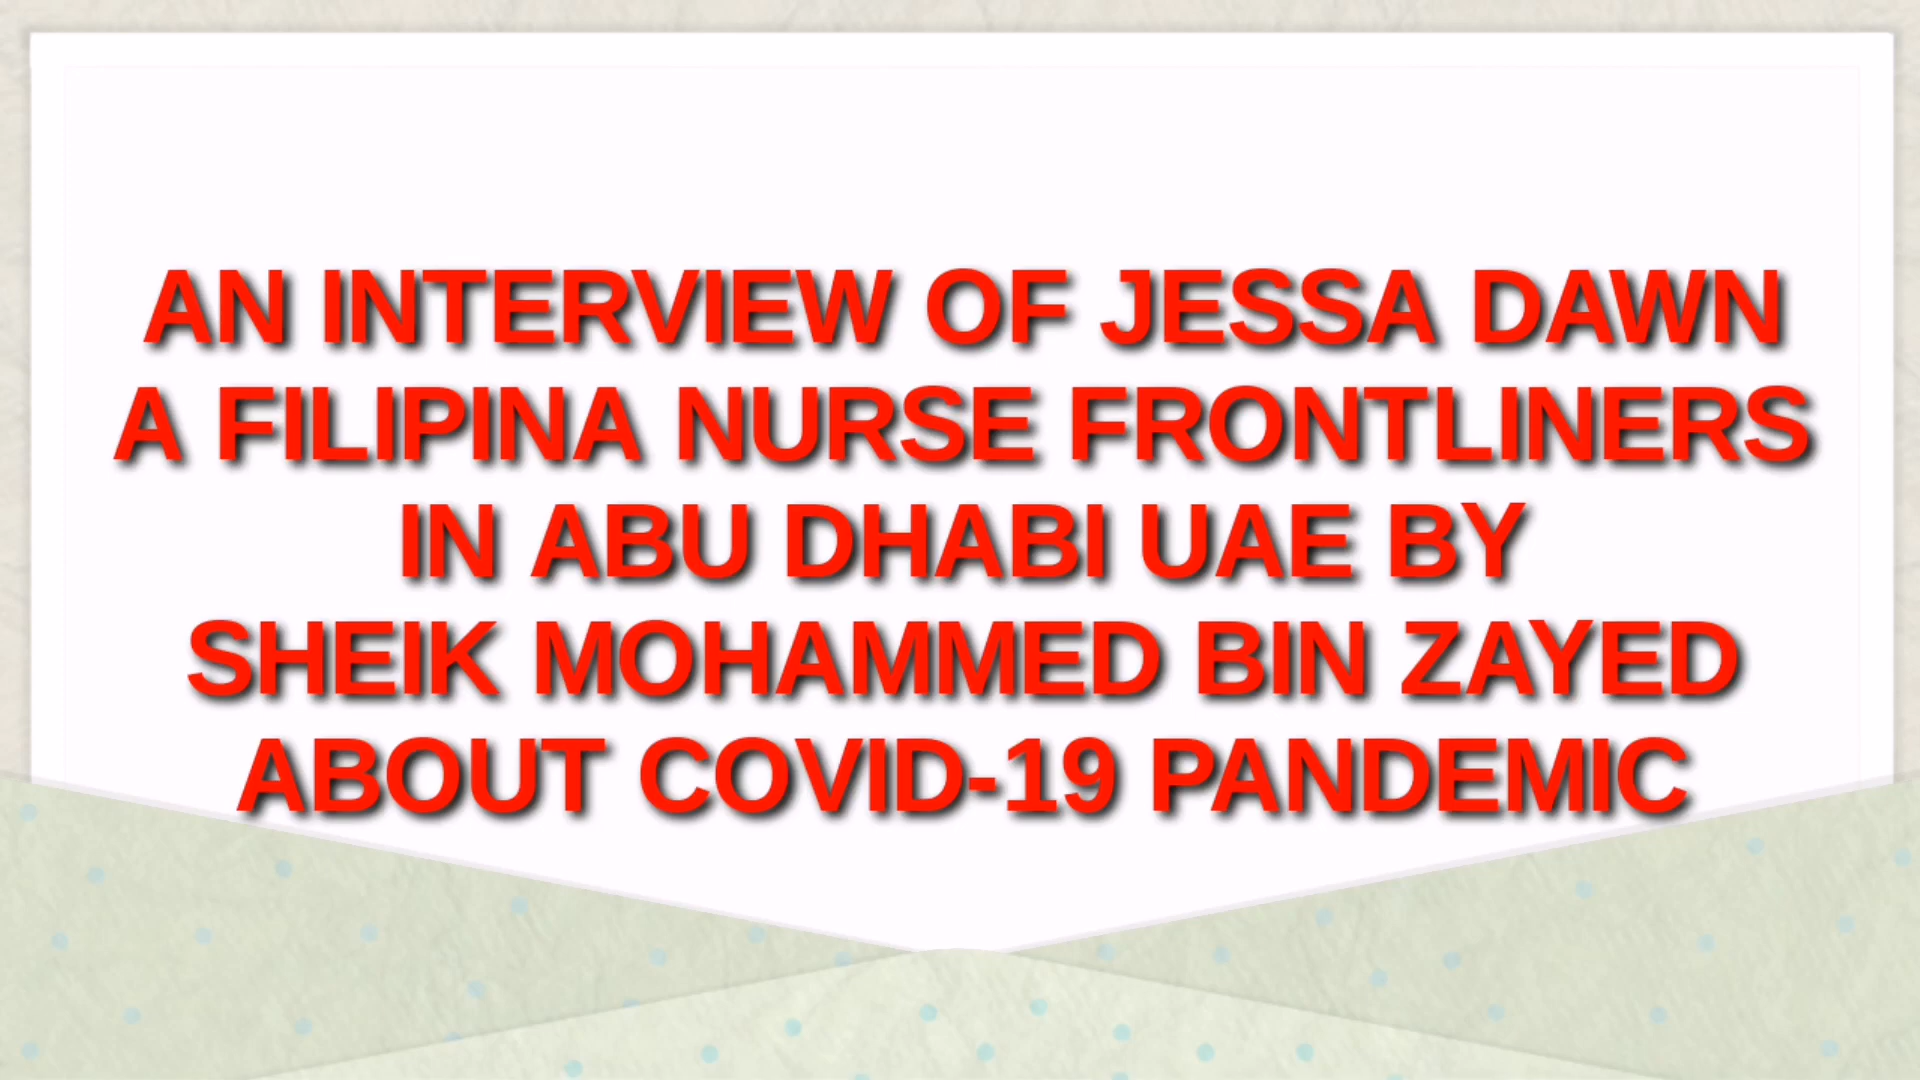 AN INTERVIEW OF JESSA DAWN
A FILIPINA NURSE FRONTLINERS
IN ABU DHABI UAE BY
SHEIK MOHAMMED BIN ZAYED
ABOUT COVID-19 PANDEMIC